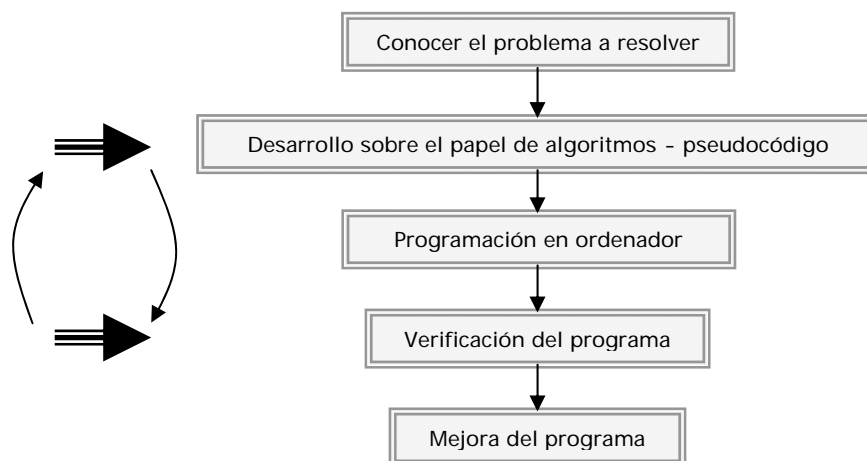 Conocer el problema a resolver
Desarrollo sobre el papel de algoritmos - pseudocódigo
Programación en ordenador
Verificación del programa
Mejora del programa